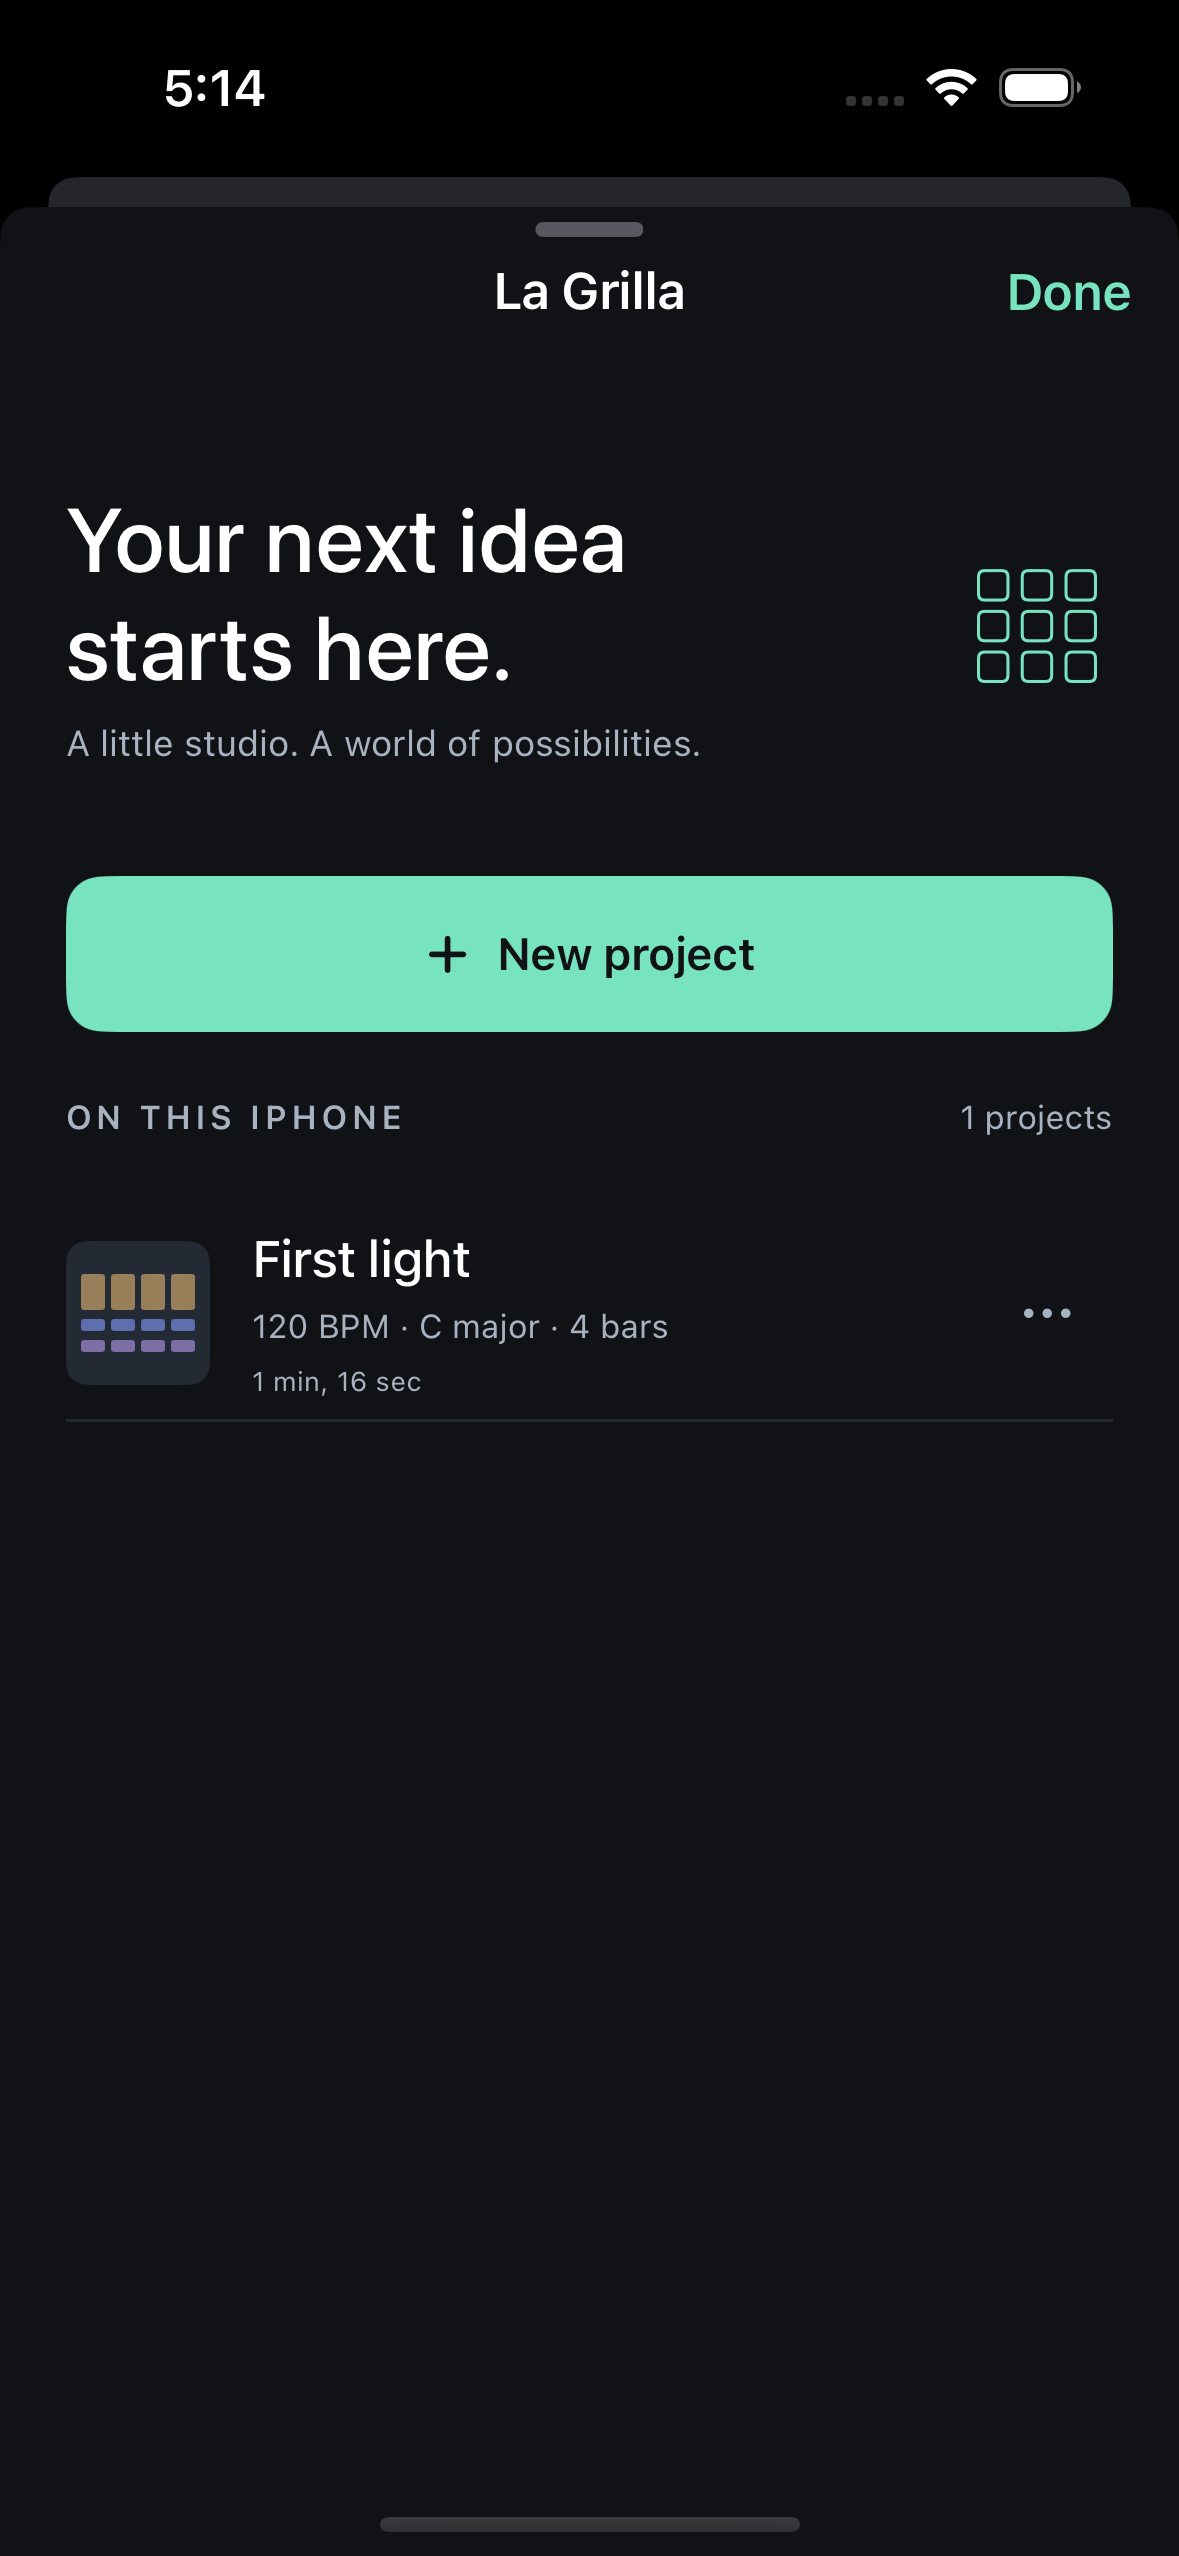 5:14
La Grilla
Done
Your next idea
starts here.
A little studio. A world of possibilities.
+ New project
ON THIS IPHONE
1 projects
First light
120 BPM · C major · 4 bars
1 min, 16 sec